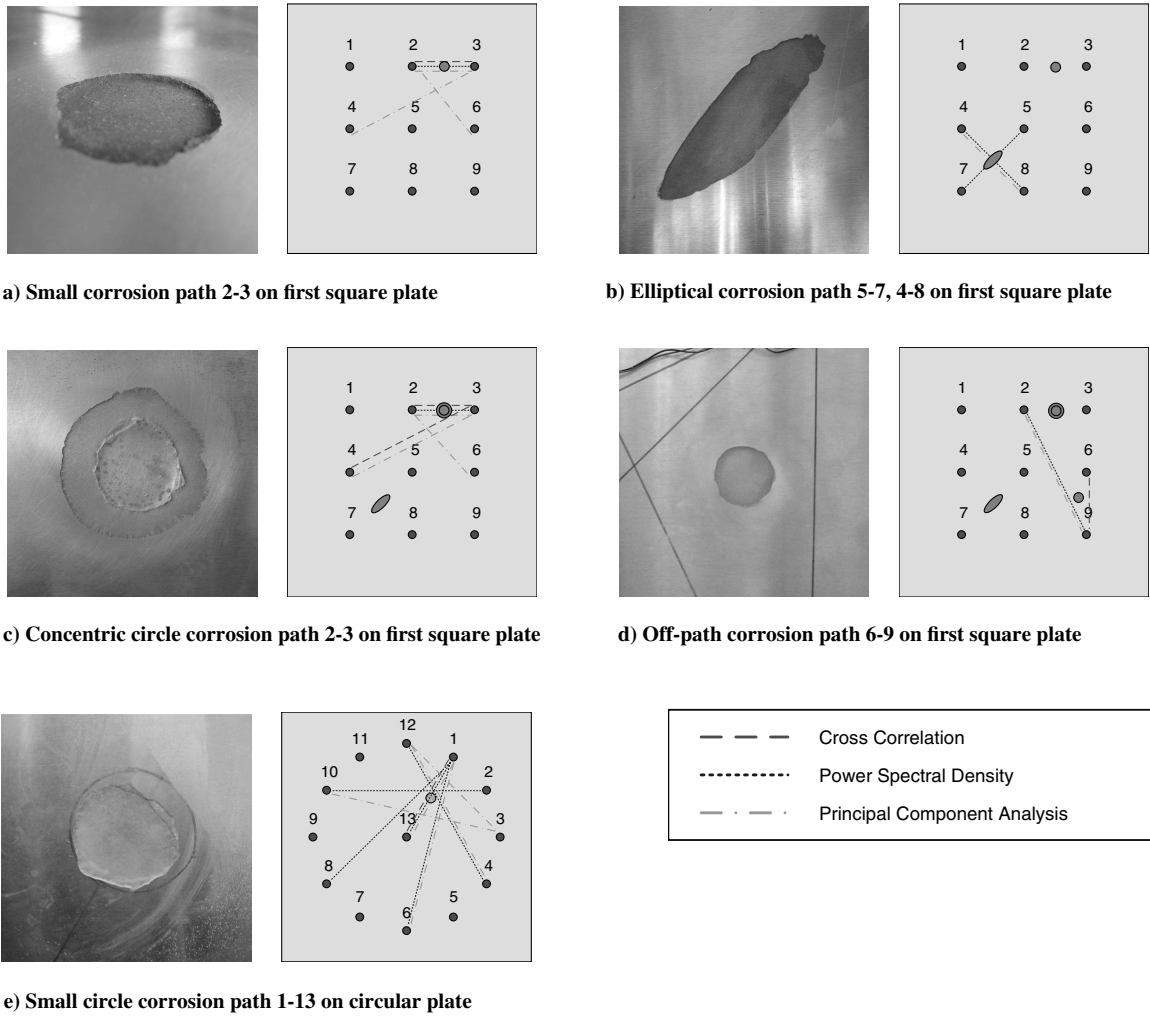 1 2 3
4 5 6
7 8 9
1 2 3
4 5 6
7 8 9
a) Small corrosion path 2-3 on first square plate
b) Elliptical corrosion path 5-7, 4-8 on first square plate
1 2 3
4 5 6
7 8 9
1 2 3
4 5 6
7 8 9
c) Concentric circle corrosion path 2-3 on first square plate
d) Off-path corrosion path 6-9 on first square plate
12
11 1
10 2
9 13 3
8 4
7 5
6
Cross Correlation
Power Spectral Density
Principal Component Analysis
e) Small circle corrosion path 1-13 on circular plate